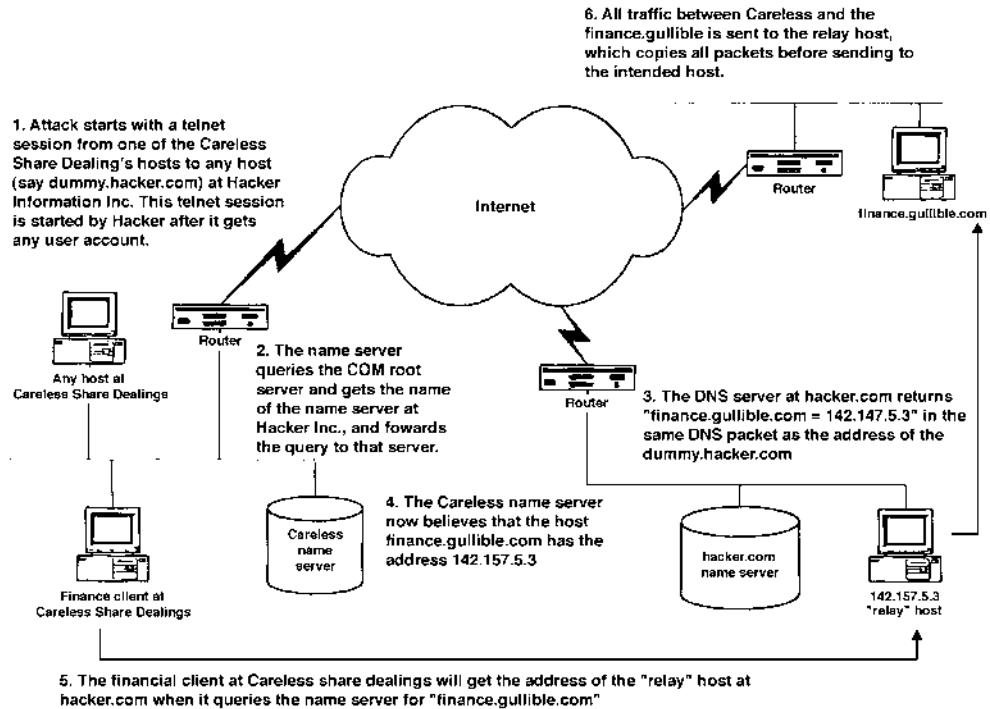 6. All traffic between Careless and the
finance.gullible is sent to the relay host,
which copies all packets before sending to
the intended host.
1. Attack starts with a telnet
session from one of the Careless
Share Dealing's hosts to any host
(say dummy.hacker.com) at Hacker
Information Inc. This telnet session
is started by Hacker after it gets
any user account.
Internet
Router
finance.gullible.com
Router
Any host at
Careless Share Dealings
2. The name server
queries the COM root
server and gets the name
of the name server at
Hacker Inc., and fowards
the query to that server.
Router
3. The DNS server at hacker.com returns
"finance.gullible.com = 142.147.5.3" in the
same DNS packet as the address of the
dummy.hacker.com
4. The Careless name server
now believes that the host
finance.gullible.com has the
address 142.157.5.3
Careless
name
server
hacker.com
name server
Finance client at
Careless Share Dealings
142.157.5.3
"relay" host
5. The financial client at Careless share dealings will get the address of the "relay" host at
hacker.com when it queries the name server for "finance.gullible.com"